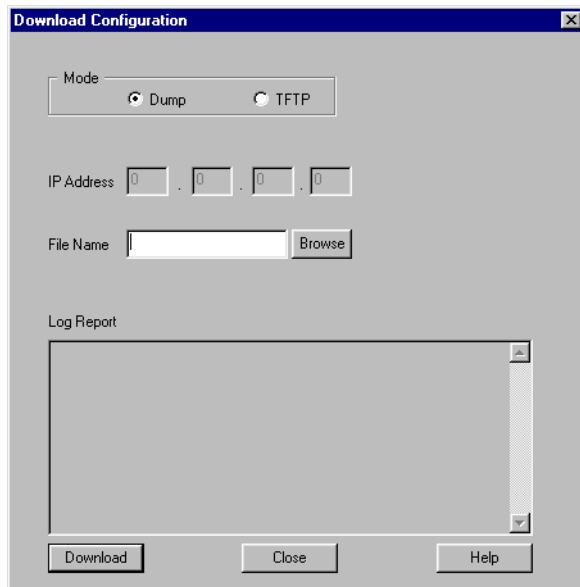 Download Configuration
Mode
Dump TFTP
IP Address 0 . 0 . 0 . 0
File Name Browse
Log Report
Download Close Help